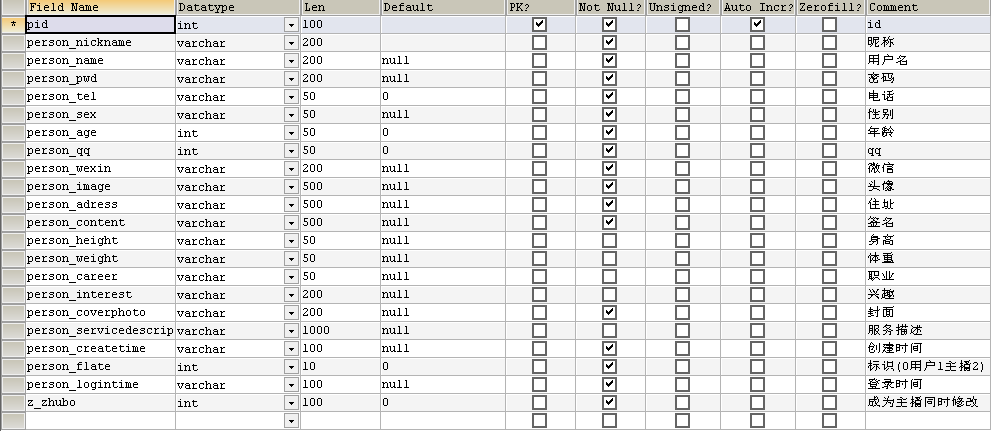 Field Name Datatype Len Default PK? Not Null? Unsigned? Auto Incr? Zerofill? Comment
* pid int 100 id
person_nickname varchar 200 昵称
person_name varchar 200 null 用户名
person_pwd varchar 200 null 密码
person_tel varchar 50 0 电话
person_sex varchar 50 null 性别
person_age int 50 0 年龄
person_qq int 50 0 qq
person_wexin varchar 200 null 微信
person_image varchar 500 null 头像
person_adress varchar 500 null 住址
person_content varchar 500 null 签名
person_height varchar 50 null 身高
person_weight varchar 50 null 体重
person_career varchar 50 null 职业
person_interest varchar 200 null 兴趣
person_coverphoto varchar 200 null 封面
person_servicedescrip varchar 1000 null 服务描述
person_createtime varchar 100 null 创建时间
person_flate int 10 0 标识(0用户1主播2)
person_logintime varchar 100 null 登录时间
z_zhubo int 100 0 成为主播同时修改